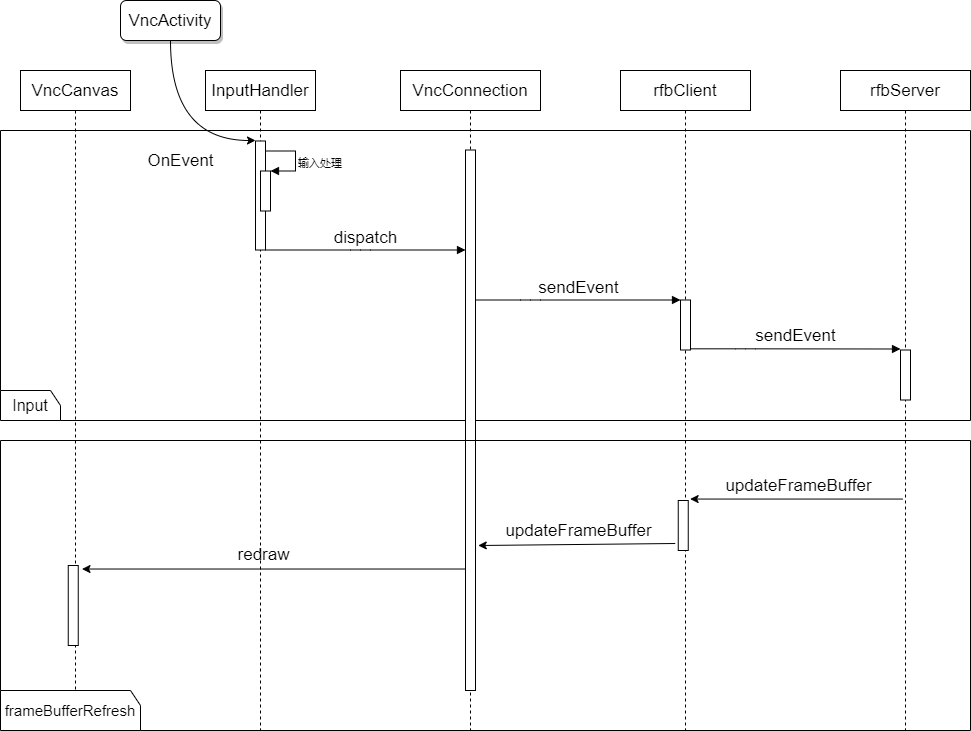 VncActivity
VncCanvas
InputHandler
VncConnection
rfbClient
rfbServer
OnEvent
输入处理
dispatch
sendEvent
sendEvent
Input
updateFrameBuffer
updateFrameBuffer
redraw
frameBufferRefresh